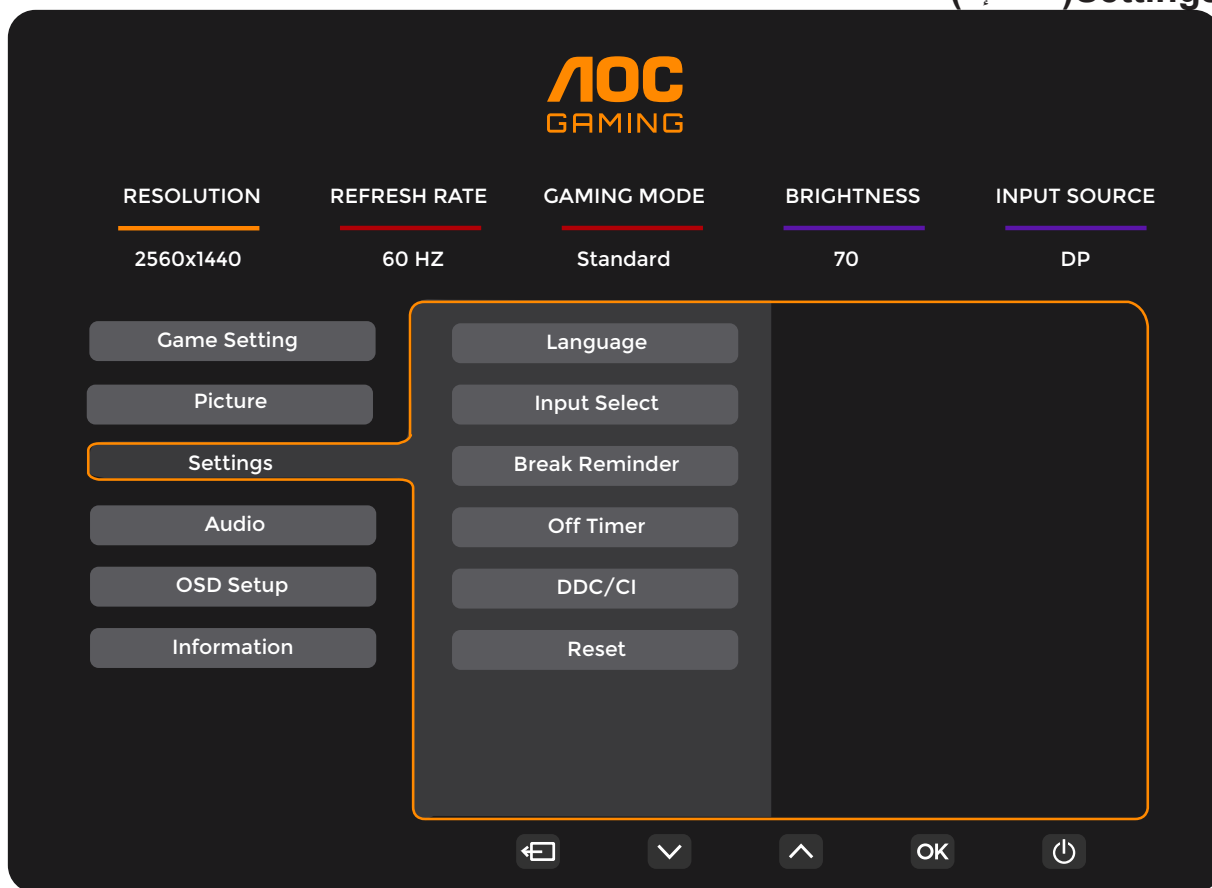 AOC
GAMING
RESOLUTION REFRESH RATE GAMING MODE BRIGHTNESS INPUT SOURCE
2560x1440 60 HZ Standard 70 DP
Game Setting
Picture
Settings
Audio
OSD Setup
Information
Language
Input Select
Break Reminder
Off Timer
DDC/CI
Reset
OK